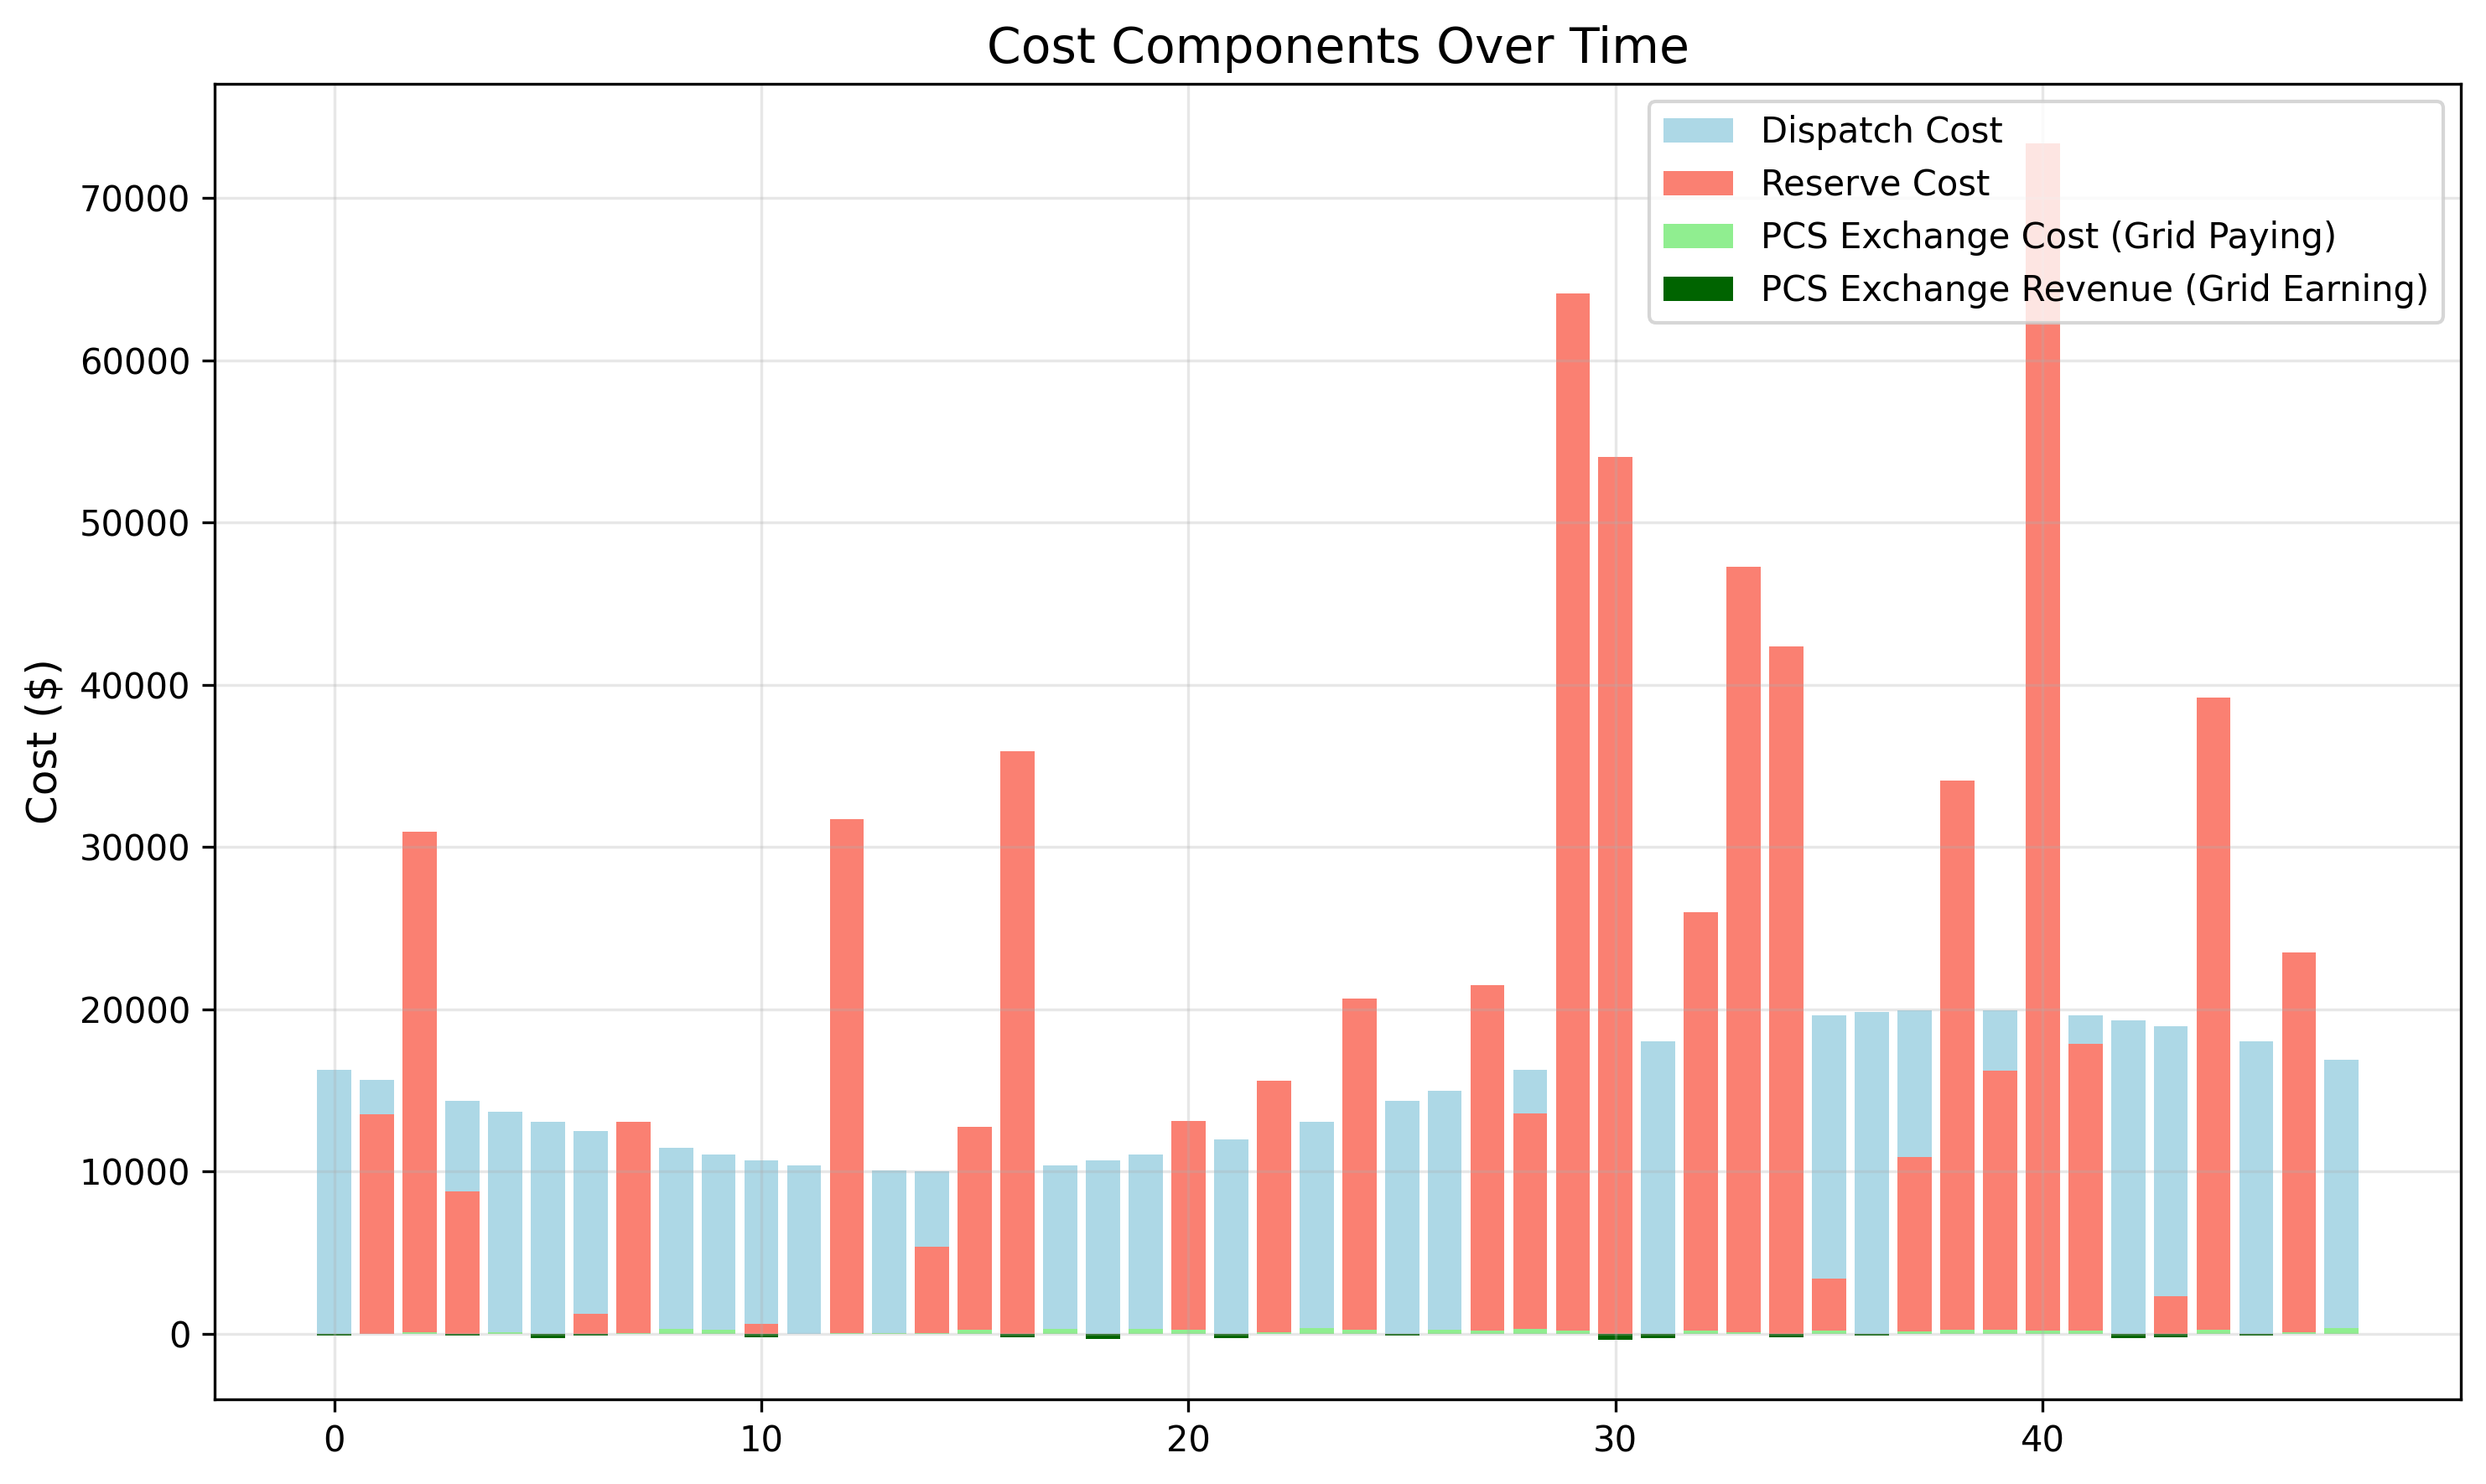 Cost Components Over Time
Dispatch Cost
Reserve Cost
PCS Exchange Cost (Grid Paying)
PCS Exchange Revenue (Grid Earning)
Cost ($)
70000
60000
50000
40000
30000
20000
10000
0
0 10 20 30 40